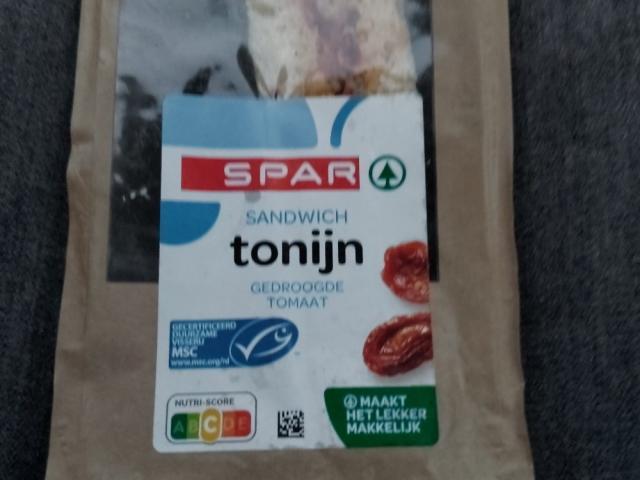 SPAR
SANDWICH
tonijn
GEDROOGDE
TOMAAT
GECERTIFICEERD
DUURZAME
VISSERIJ
MSC
www.msc.org/nl
NUTRI-SCORE
ABCDE
MAAKT
HET LEKKER
MAKKELIJK